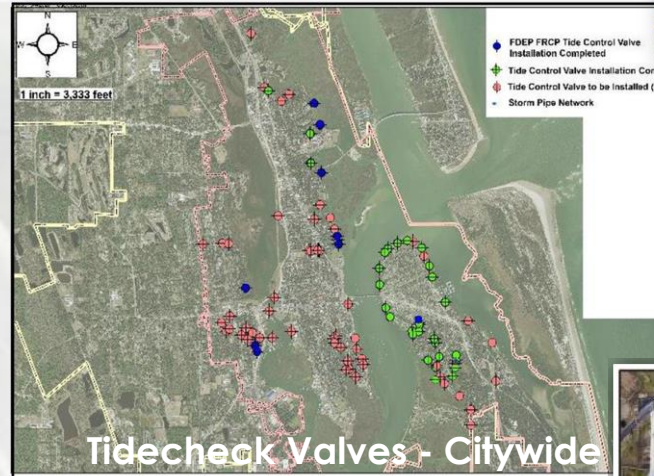 N
W E
S
1 inch = 3,333 feet
FDEP FRCP Tide Control Valve
Installation Completed
Tide Control Valve Installation Co
Tide Control Valve to be Installed (
Storm Pipe Network
Tidecheck Valves - Citywide